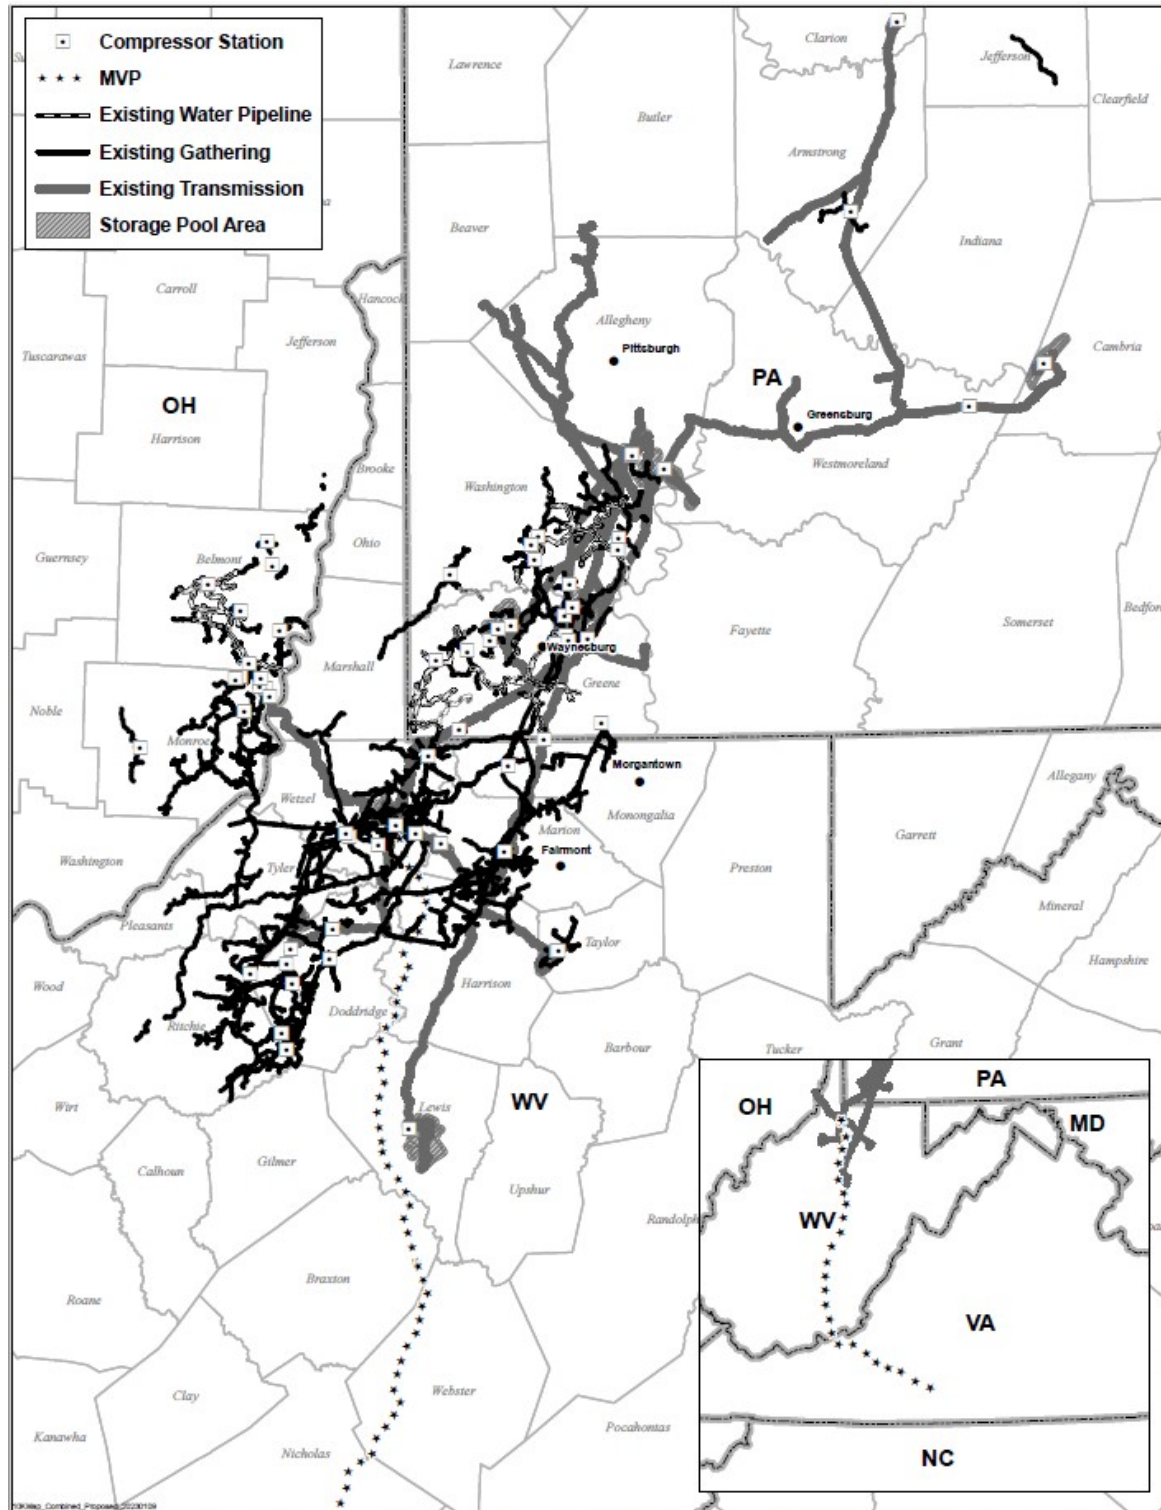 Compressor Station
MVP
Existing Water Pipeline
Existing Gathering
Existing Transmission
Storage Pool Area
Clarion
Jefferson
Lawrence
Clearfield
Butler
Armstrong
Beaver
Indiana
Carroll
Hancock
Allegheny
Jefferson
Tuscarawas
Pittsburgh
Cambria
PA
OH
Greensburg
Harrison
Westmoreland
Brooke
Washington
Ohio
Guernsey
Belmont
Bedford
Somerset
Fayette
Waynesburg
Marshall
Greene
Noble
Monroe
Morgantown
Allegany
Wetzel
Monongalia
Marion
Garrett
Fairmont
Washington
Tyler
Preston
Mineral
Pleasants
Taylor
Hampshire
Wood
Harrison
Doddridge
Ritchie
Barbour
Tucker
Grant
PA
OH
Wirt
Lewis
WV
MD
Gilmer
Calhoun
Upshur
Randolph
WV
Braxton
Roane
VA
Webster
Clay
Pocahontas
Kanawha
Nicholas
NC